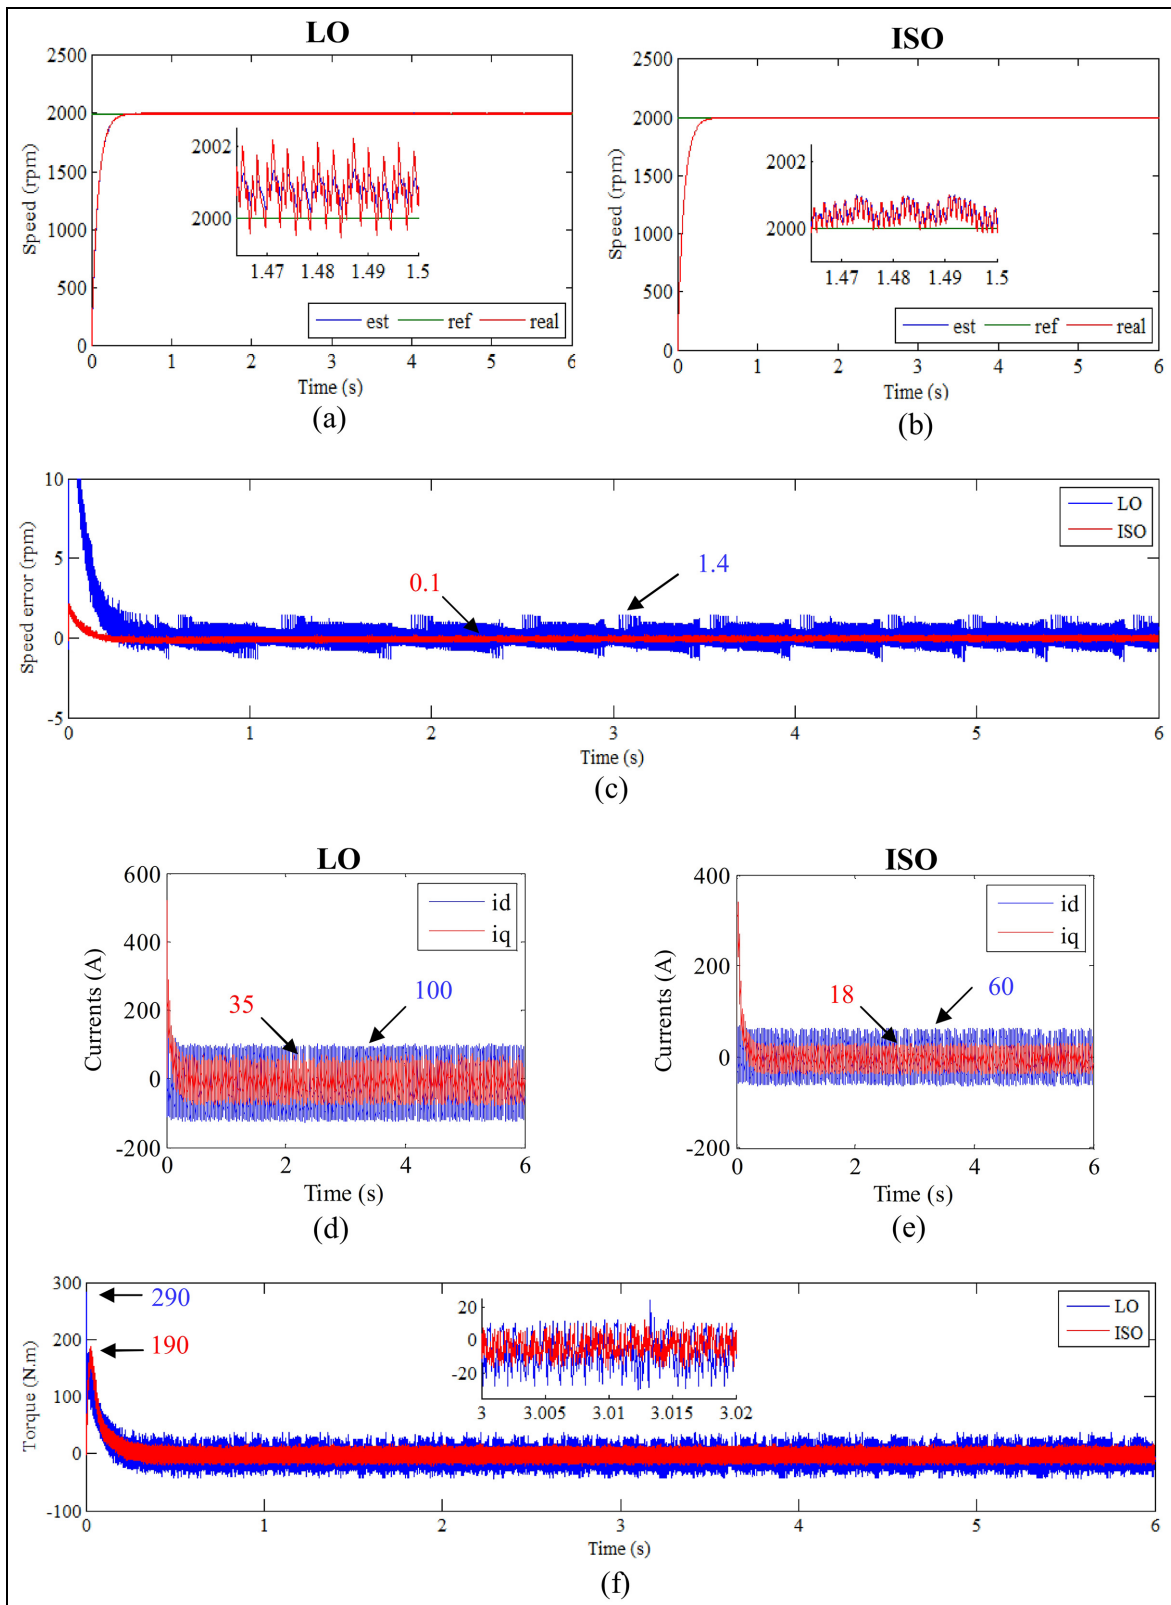 LO
ISO
2500
2000
1500
1000
500
0
Speed (rpm)
2002
2000
1.47 1.48 1.49 1.5
est ref real
0 1 2 3 4 5 6
Time (s)
(a)
2500
2000
1500
1000
500
0
Speed (rpm)
2002
2000
1.47 1.48 1.49 1.5
est ref real
0 1 2 3 4 5 6
Time (s)
(b)
10
5
0
-5
Speed error (rpm)
0.1
1.4
LO
ISO
0 1 2 3 4 5 6
Time (s)
(c)
LO
600
400
200
0
-200
Currents (A)
id
iq
35
100
0 2 4 6
Time (s)
(d)
ISO
400
200
0
-200
Currents (A)
id
iq
18
60
0 2 4 6
Time (s)
(e)
300
200
100
0
-100
Torque (N.m)
290
190
20
0
-20
3 3.005 3.01 3.015 3.02
LO
ISO
0 1 2 3 4 5 6
Time (s)
(f)